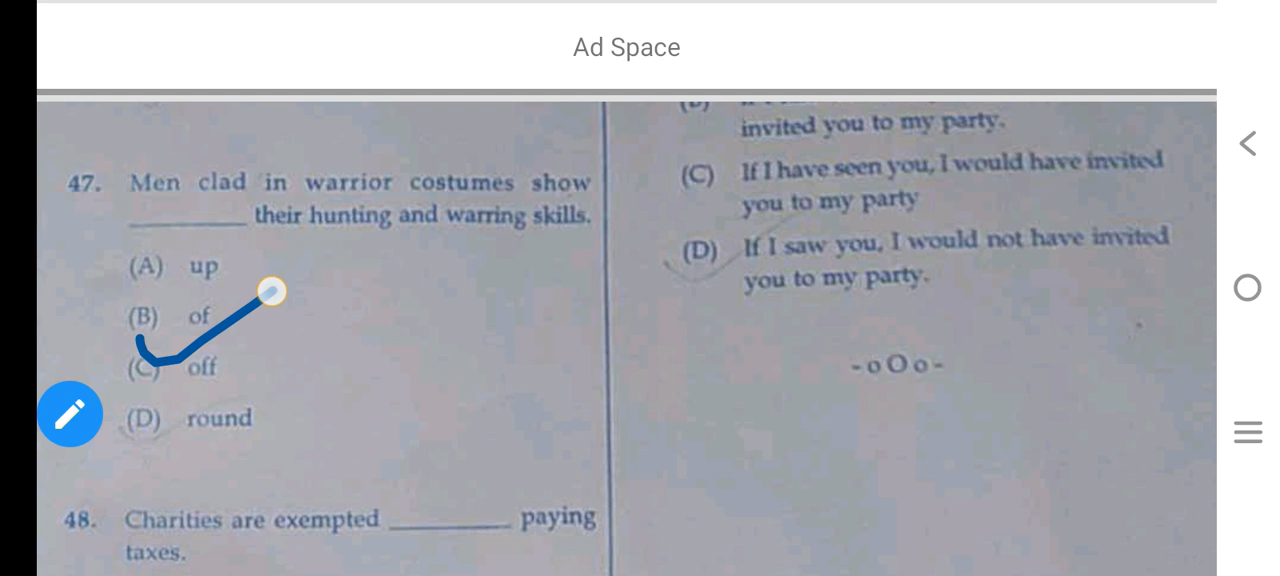 Ad Space
47. Men clad in warrior costumes show
________ their hunting and warring skills.
(A) up
(B) of
(C) off
(D) round
48. Charities are exempted ________ paying
taxes.
invited you to my party.
(C) If I have seen you, I would have invited
you to my party
(D) If I saw you, I would not have invited
you to my party.
-oOo-